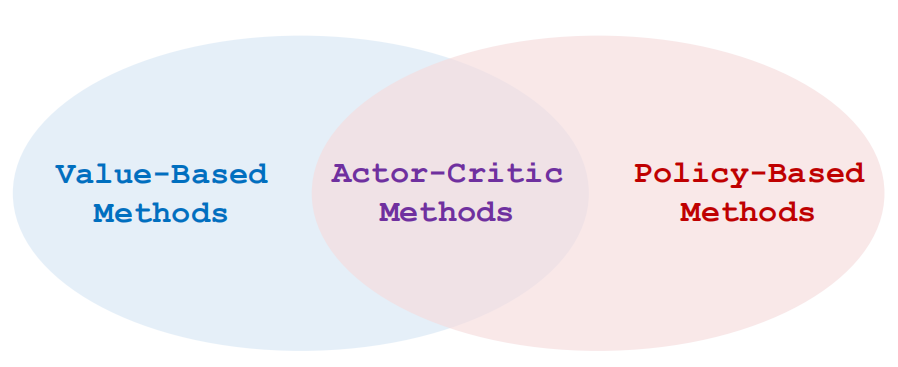 Value-Based
Methods
Actor-Critic
Methods
Policy-Based
Methods